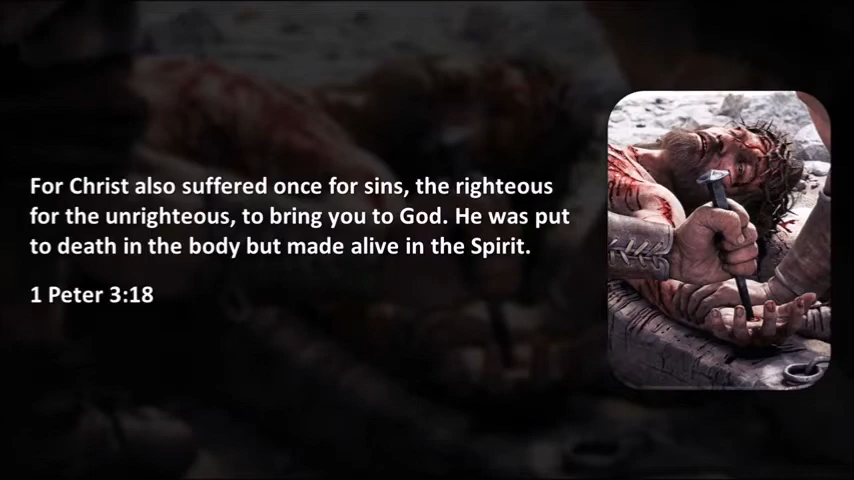 For Christ also suffered once for sins, the righteous
for the unrighteous, to bring you to God. He was put
to death in the body but made alive in the Spirit.
1 Peter 3:18